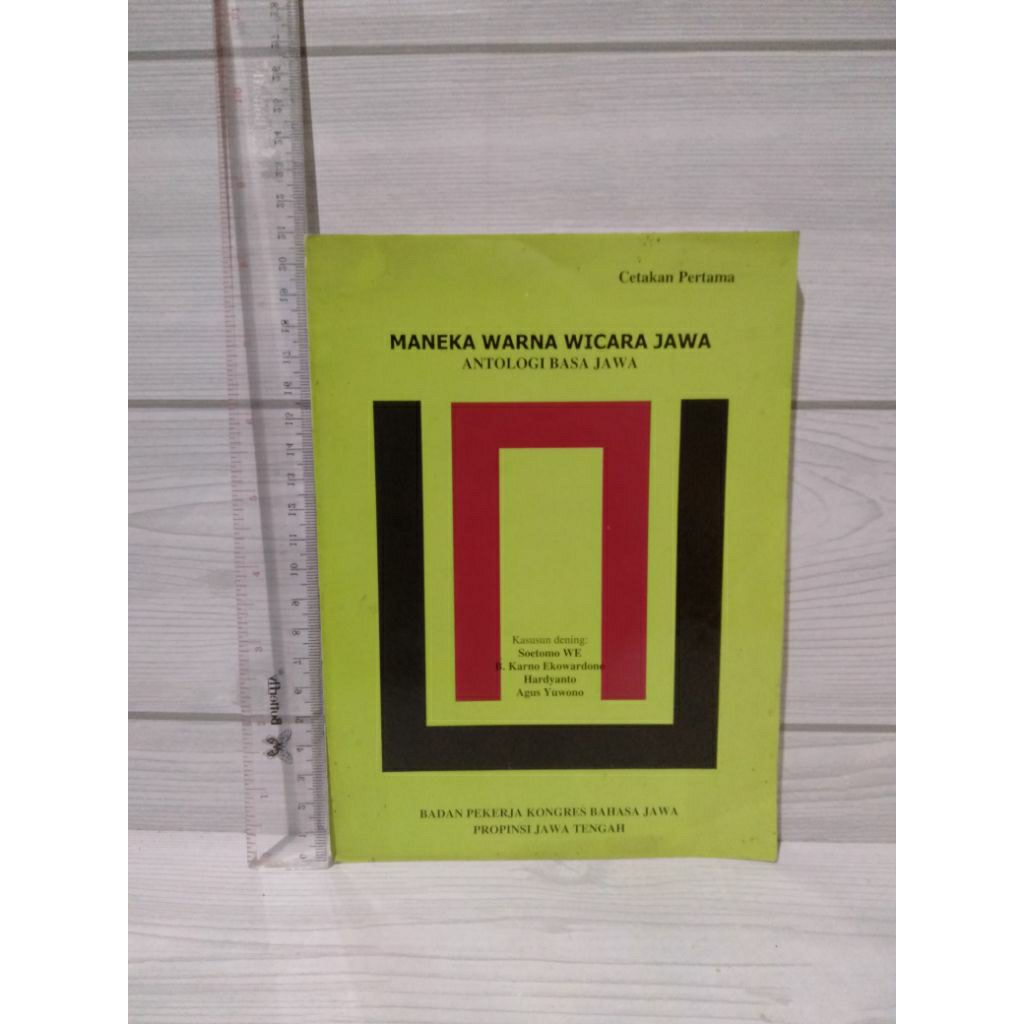 Cetakan Pertama
MANEKA WARNA WICARA JAWA
ANTOLOGI BASA JAWA
Kasusun dening:
Soetomo WE
B. Karno Ekowardono
Hardyanto
Agus Yuwono
BADAN PEKERJA KONGRES BAHASA JAWA
PROPINSI JAWA TENGAH
Butterfly